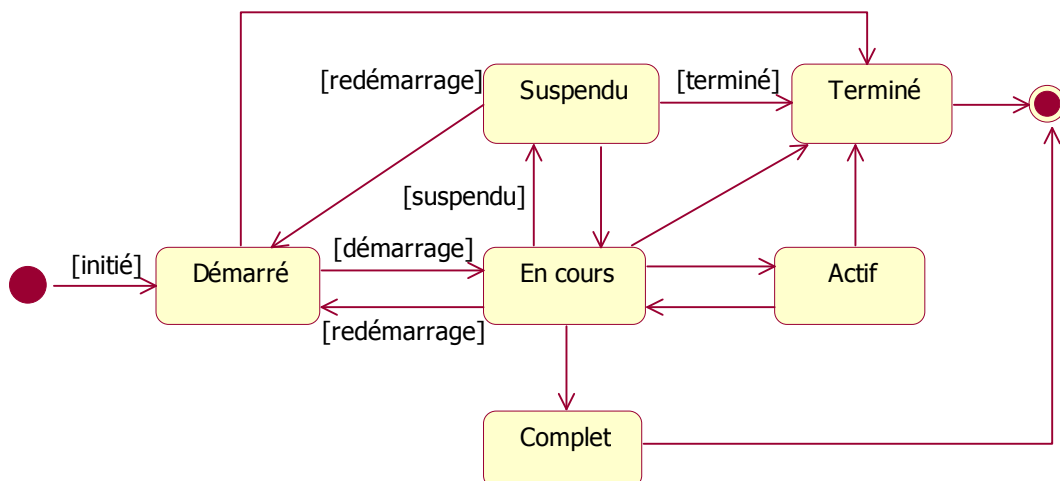 [redémarrage]
Suspendu
[terminé]
Terminé
[suspendu]
[initié]
Démarré
[démarrage]
En cours
Actif
[redémarrage]
Complet